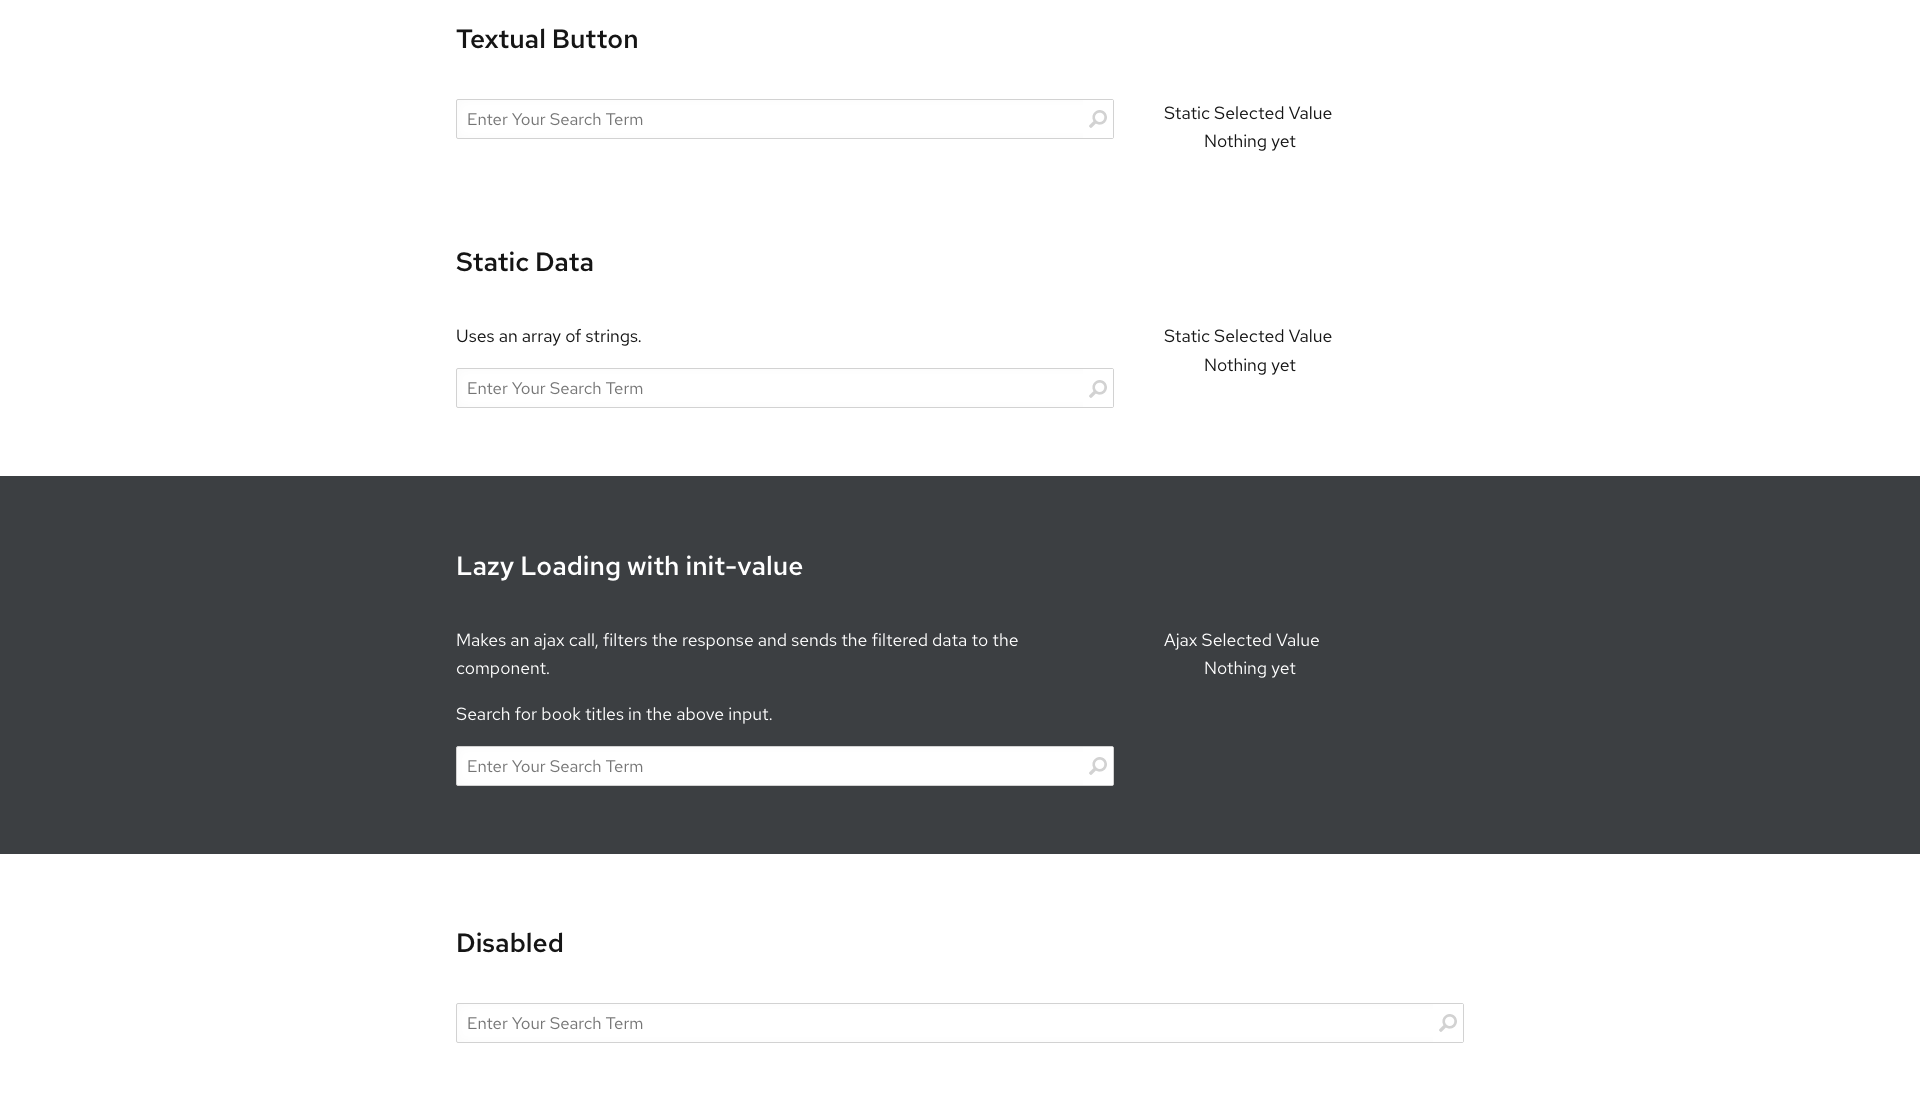 Textual Button
Enter Your Search Term
Static Selected Value
Nothing yet
Static Data
Uses an array of strings.
Enter Your Search Term
Static Selected Value
Nothing yet
Lazy Loading with init-value
Makes an ajax call, filters the response and sends the filtered data to the
component.
Search for book titles in the above input.
Enter Your Search Term
Ajax Selected Value
Nothing yet
Disabled
Enter Your Search Term